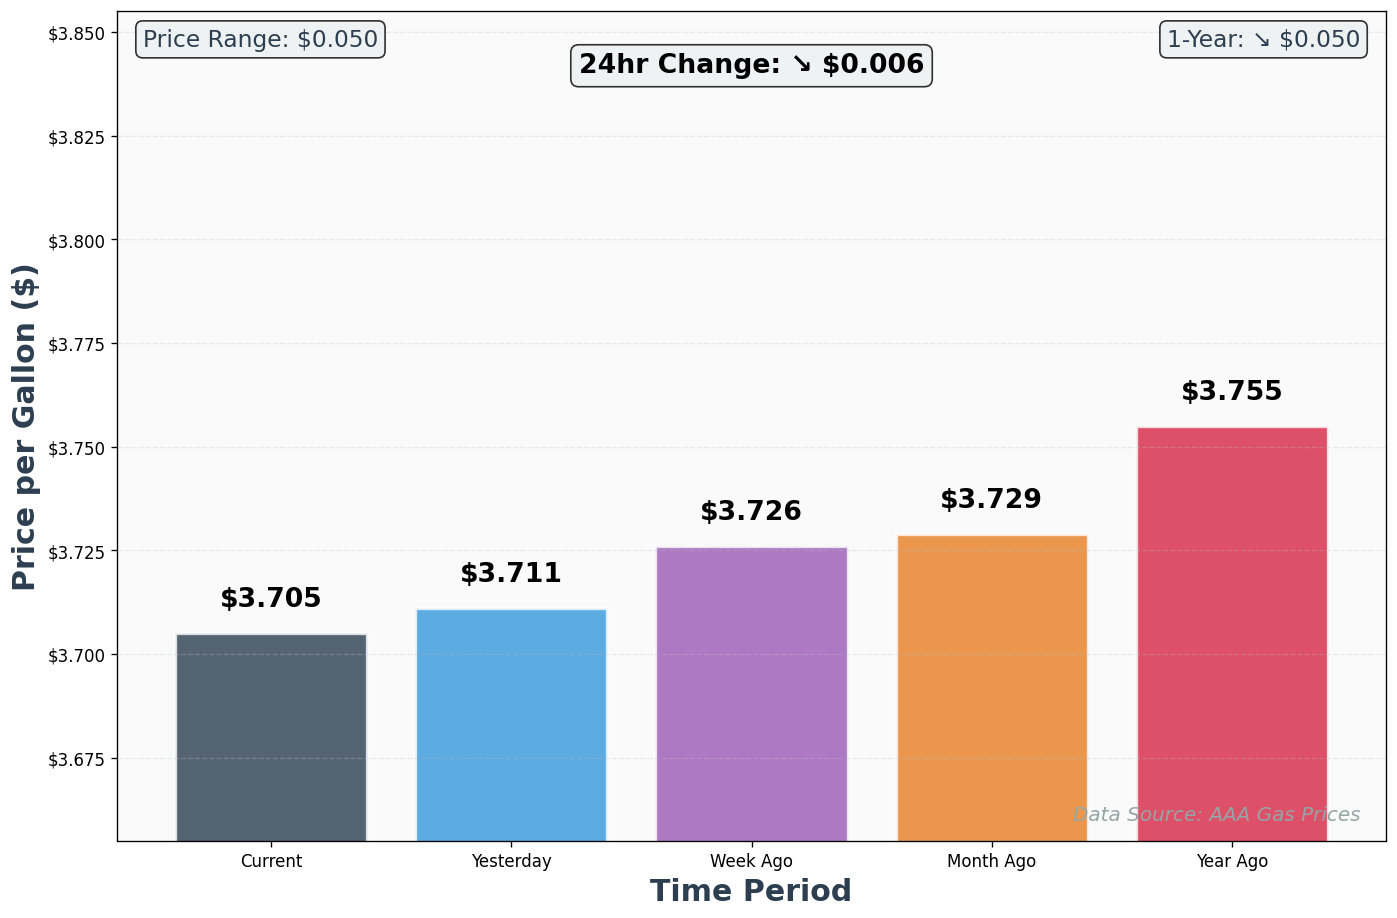 Price Range: $0.050
24hr Change: ↘ $0.006
1-Year: ↘ $0.050
Price per Gallon ($)
$3.850
$3.825
$3.800
$3.775
$3.750
$3.725
$3.700
$3.675
$3.705
$3.711
$3.726
$3.729
$3.755
Data Source: AAA Gas Prices
Current
Yesterday
Week Ago
Month Ago
Year Ago
Time Period